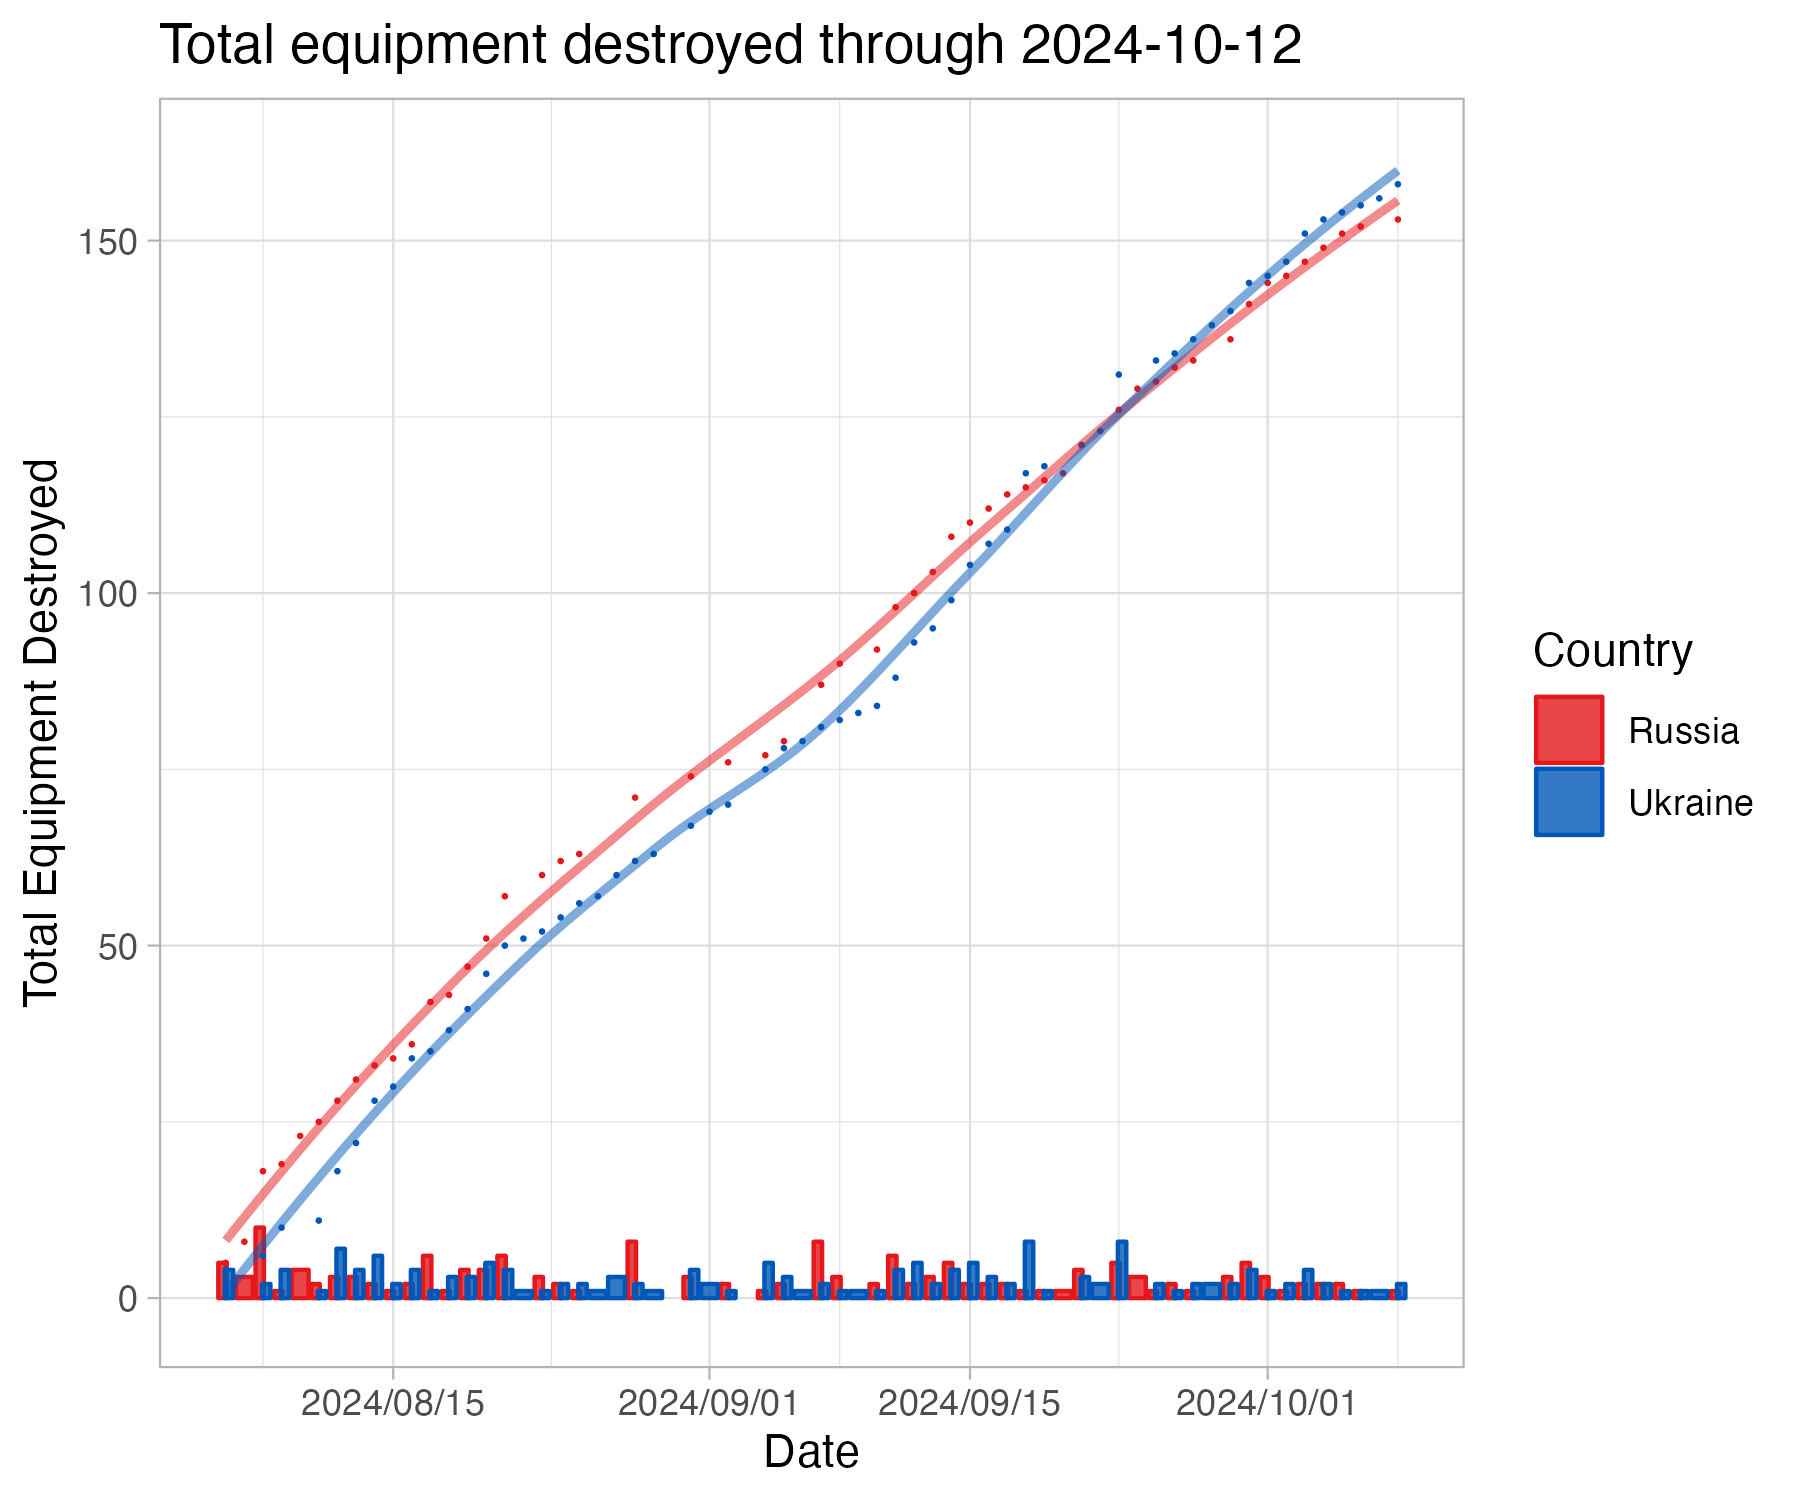 Total equipment destroyed through 2024-10-12
Total Equipment Destroyed
150
100
50
0
2024/08/15
2024/09/01
2024/09/15
2024/10/01
Date
Country
Russia
Ukraine